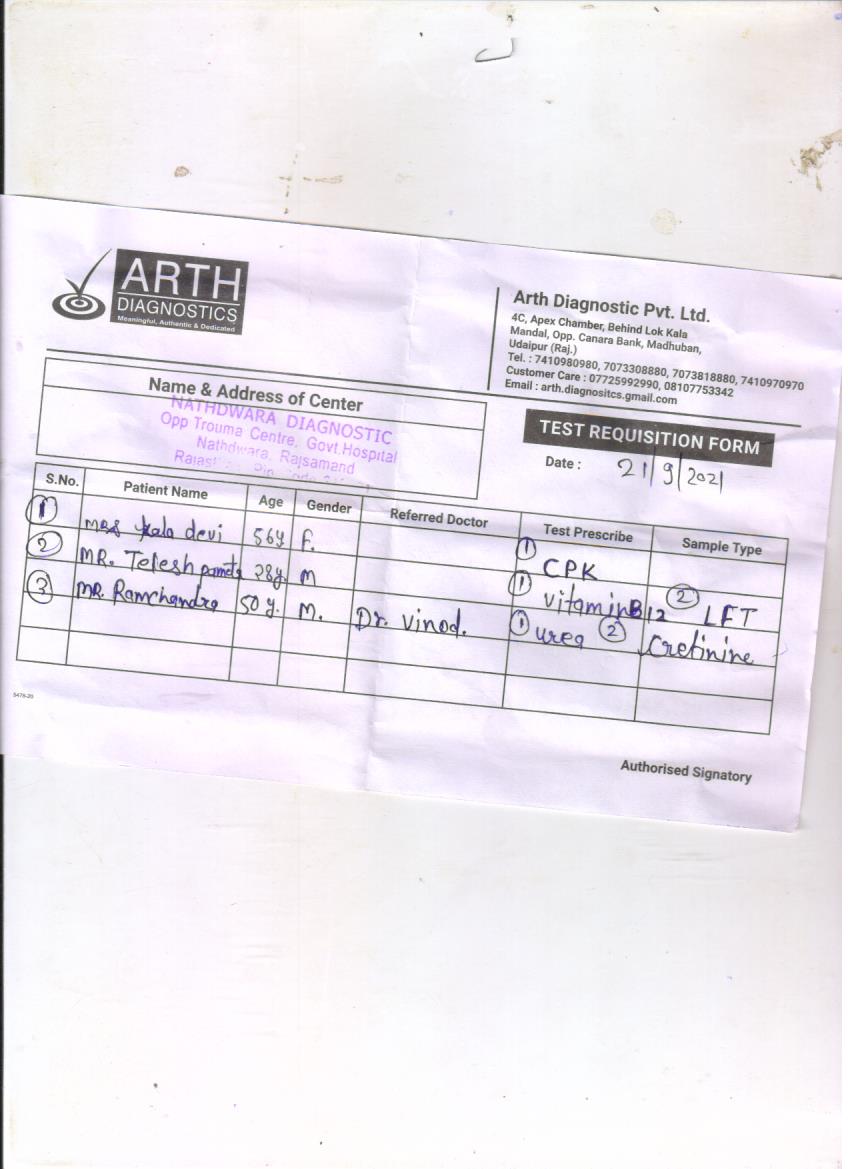 ARTH
DIAGNOSTICS
Meaningful, Authentic & Dedicated
Arth Diagnostic Pvt. Ltd.
4C, Apex Chamber, Behind Lok Kala
Mandal, Opp. Canara Bank, Madhuban,
Udaipur (Raj.)
Tel. : 7410980980, 7073308880, 7073818880, 7410970970
Customer Care : 07725992990, 08107753342
Email : arth.diagnositcs.gmail.com
Name & Address of Center
NATHDWARA DIAGNOSTIC
Opp Trouma Centre, Govt.Hospital
Nathdwara, Rajsamand
TEST REQUISITION FORM
Date : 21/9/2021
S.No. Patient Name Age Gender Referred Doctor Test Prescribe Sample Type
1 MRS kala devi 56y F. 1 CPK
2 MR. 28y. M 1 vitamin B12 2 LFT
3 MR. Ramchandra 50 y. M. Dr. vinod. 1 urea 2 Cretinine
5478-20
Authorised Signatory